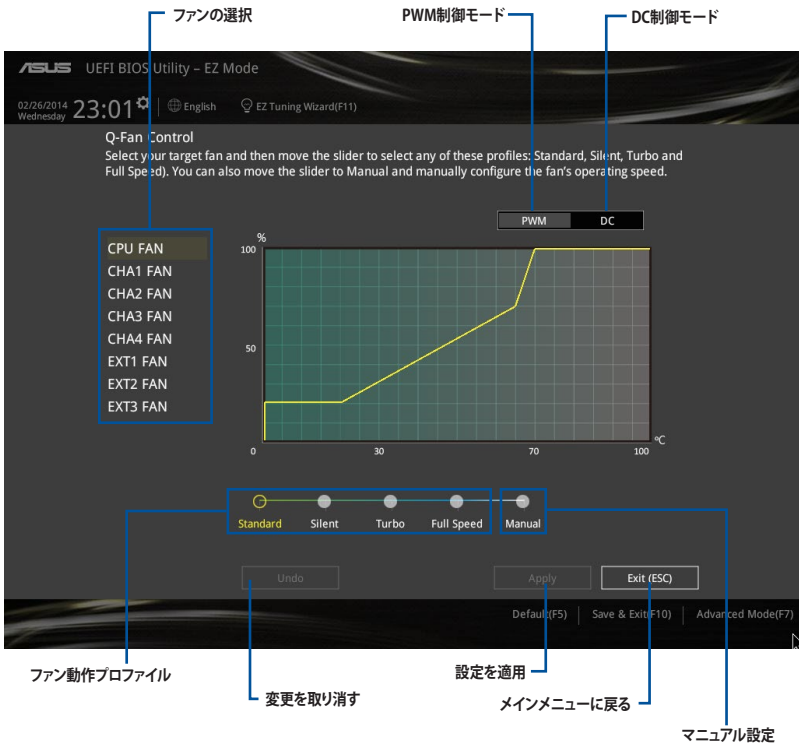 ファンの選択
PWM制御モード
DC制御モード
ASUS UEFI BIOS Utility – EZ Mode
02/26/2014
Wednesday
23:01
English
EZ Tuning Wizard(F11)
Q-Fan Control
Select your target fan and then move the slider to select any of these profiles: Standard, Silent, Turbo and
Full Speed). You can also move the slider to Manual and manually configure the fan's operating speed.
PWM DC
CPU FAN
CHA1 FAN
CHA2 FAN
CHA3 FAN
CHA4 FAN
EXT1 FAN
EXT2 FAN
EXT3 FAN
%
100
50
0 30 70 100
°C
Standard Silent Turbo Full Speed Manual
Undo Apply Exit (ESC)
Default(F5) Save & Exit(F10) Advanced Mode(F7)
ファン動作プロファイル
変更を取り消す
設定を適用
メインメニューに戻る
マニュアル設定